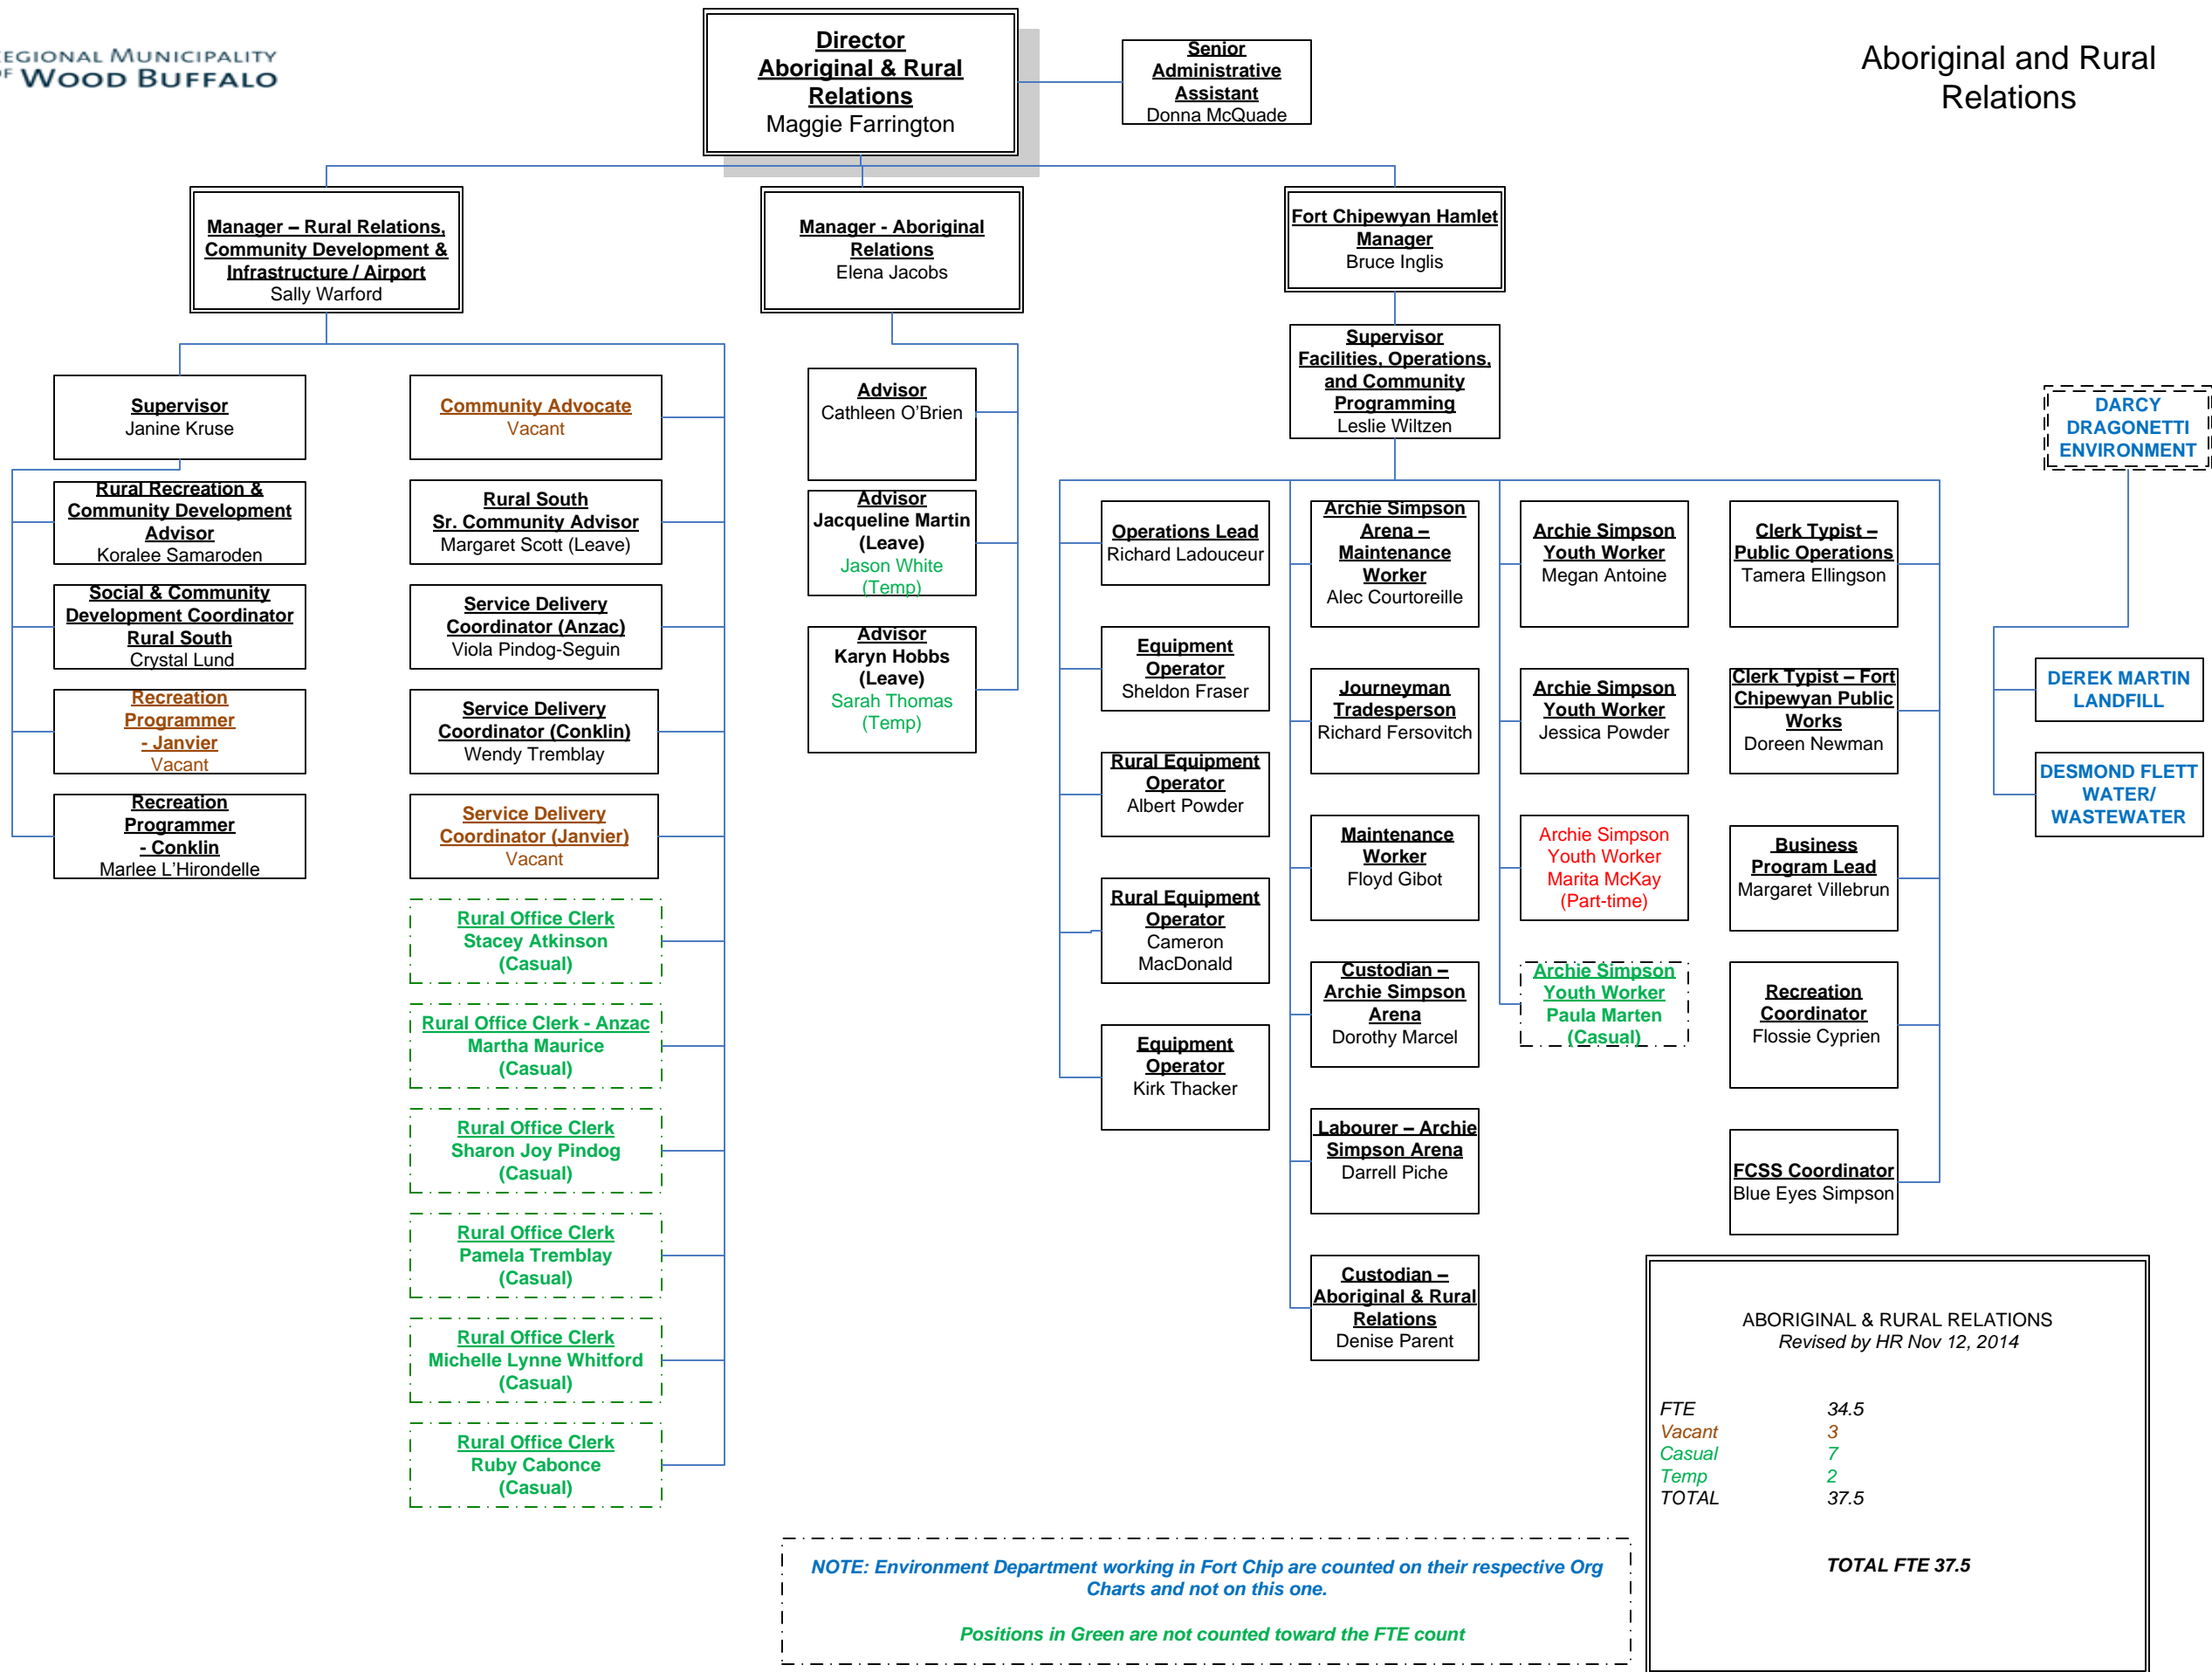 REGIONAL MUNICIPALITY
OF WOOD BUFFALO
Aboriginal and Rural
Relations
Director
Aboriginal & Rural
Relations
Maggie Farrington
Senior
Administrative
Assistant
Donna McQuade
Manager – Rural Relations,
Community Development &
Infrastructure / Airport
Sally Warford
Manager - Aboriginal
Relations
Elena Jacobs
Fort Chipewyan Hamlet
Manager
Bruce Inglis
Supervisor
Facilities, Operations,
and Community
Programming
Leslie Wiltzen
Supervisor
Janine Kruse
Rural Recreation &
Community Development
Advisor
Koralee Samaroden
Social & Community
Development Coordinator
Rural South
Crystal Lund
Recreation
Programmer
- Janvier
Vacant
Recreation
Programmer
- Conklin
Marlee L’Hirondelle
Community Advocate
Vacant
Rural South
Sr. Community Advisor
Margaret Scott (Leave)
Service Delivery
Coordinator (Anzac)
Viola Pindog-Seguin
Service Delivery
Coordinator (Conklin)
Wendy Tremblay
Service Delivery
Coordinator (Janvier)
Vacant
Rural Office Clerk
Stacey Atkinson
(Casual)
Rural Office Clerk - Anzac
Martha Maurice
(Casual)
Rural Office Clerk
Sharon Joy Pindog
(Casual)
Rural Office Clerk
Pamela Tremblay
(Casual)
Rural Office Clerk
Michelle Lynne Whitford
(Casual)
Rural Office Clerk
Ruby Cabonce
(Casual)
Advisor
Cathleen O’Brien
Advisor
Jacqueline Martin
(Leave)
Jason White
(Temp)
Advisor
Karyn Hobbs
(Leave)
Sarah Thomas
(Temp)
Operations Lead
Richard Ladouceur
Equipment
Operator
Sheldon Fraser
Rural Equipment
Operator
Albert Powder
Rural Equipment
Operator
Cameron
MacDonald
Equipment
Operator
Kirk Thacker
Archie Simpson
Arena –
Maintenance
Worker
Alec Courtoreille
Journeyman
Tradesperson
Richard Fersovitch
Maintenance
Worker
Floyd Gibot
Custodian –
Archie Simpson
Arena
Dorothy Marcel
Labourer – Archie
Simpson Arena
Darrell Piche
Custodian –
Aboriginal & Rural
Relations
Denise Parent
Archie Simpson
Youth Worker
Megan Antoine
Archie Simpson
Youth Worker
Jessica Powder
Archie Simpson
Youth Worker
Marita McKay
(Part-time)
Archie Simpson
Youth Worker
Paula Marten
(Casual)
Clerk Typist –
Public Operations
Tamera Ellingson
Clerk Typist – Fort
Chipewyan Public
Works
Doreen Newman
Business
Program Lead
Margaret Villebrun
Recreation
Coordinator
Flossie Cyprien
FCSS Coordinator
Blue Eyes Simpson
DARCY
DRAGONETTI
ENVIRONMENT
DEREK MARTIN
LANDFILL
DESMOND FLETT
WATER/
WASTEWATER
ABORIGINAL & RURAL RELATIONS
Revised by HR Nov 12, 2014
FTE 34.5
Vacant 3
Casual 7
Temp 2
TOTAL 37.5
TOTAL FTE 37.5
NOTE: Environment Department working in Fort Chip are counted on their respective Org
Charts and not on this one.
Positions in Green are not counted toward the FTE count